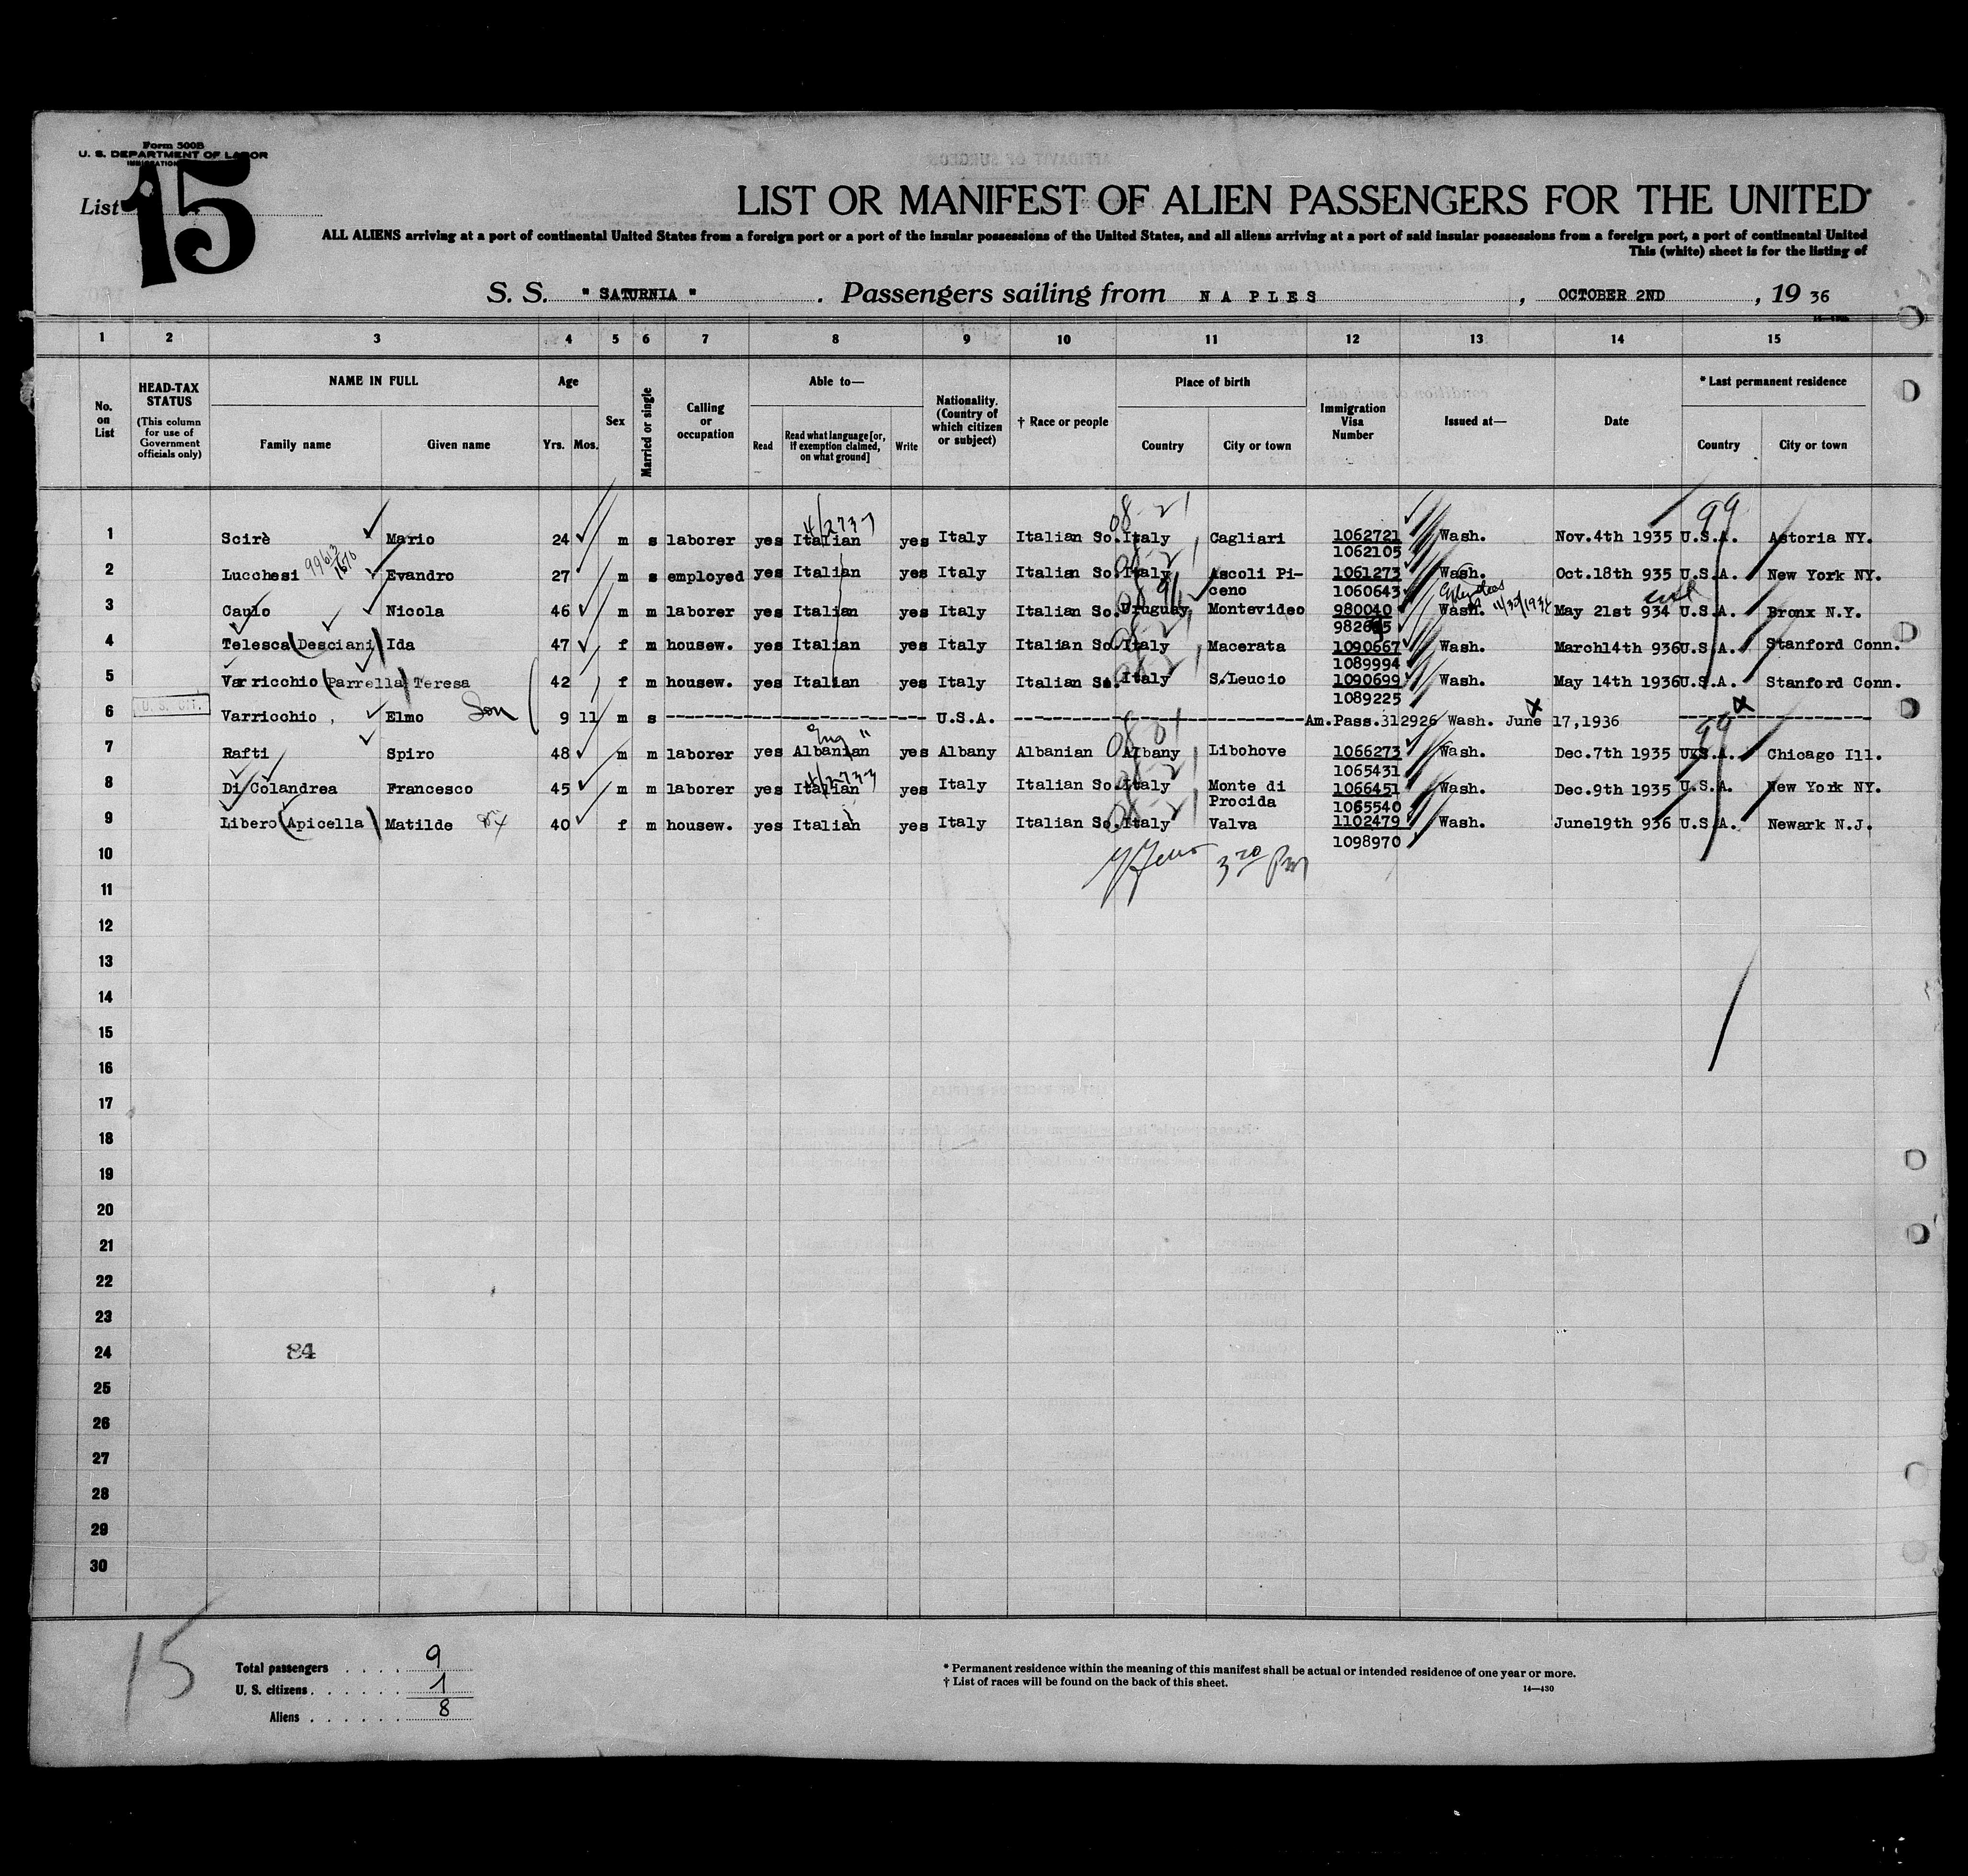 Form 500B
U. S. DEPARTMENT OF LABOR
List 15
LIST OR MANIFEST OF ALIEN PASSENGERS FOR THE UNITED
ALL ALIENS arriving at a port of continental United States from a foreign port or a port of the insular possessions of the United States, and all aliens arriving at a port of said insular possessions from a foreign port, a port of continental United
This (white) sheet is for the listing of
S. S. " SATURNIA " . Passengers sailing from N A P L E S , OCTOBER 2ND , 19 36
1 2 3 4 5 6 7 8 9 10 11 12 13 14 15
No. on List
HEAD-TAX STATUS (This column for use of Government officials only)
NAME IN FULL
Family name Given name
Age
Yrs. Mos.
Sex
Married or single
Calling or occupation
Able to—
Read Read what language [or, if exemption claimed, on what ground] Write
Nationality. (Country of which citizen or subject)
† Race or people
Place of birth
Country City or town
Immigration Visa Number
Issued at—
Date
* Last permanent residence
Country City or town
08-21 99
4/273-7
1 Scirè Mario 24 m s laborer yes Italian yes Italy Italian So. Italy Cagliari 1062721 Wash. Nov.4th 1935 U.S.A. Astoria NY.
1062105
2 Lucchesi Evandro 27 m s employed yes Italian yes Italy Italian So. Italy Ascoli Pi- 1061273 Wash. Oct.18th 935 U.S.A. New York NY.
ceno 1060643
3 Caulo Nicola 46 m m laborer yes Italian yes Italy Italian So. Uruguay. Montevideo 980040 Wash. May 21st 934 U.S.A. Bronx N.Y.
4 Telesca (Desciani) Ida 47 f m housew. yes Italian yes Italy Italian So. Italy Macerata 1090667 Wash. March14th 936 U.S.A. Stanford Conn.
1089994
5 Varricchio (Parrella) Teresa 42 f m housew. yes Italian yes Italy Italian So. Italy S.Leucio 1090699 Wash. May 14th 1936 U.S.A. Stanford Conn.
1089225
6 U. S. CIT. Varricchio , Elmo Son 9 11 m s U.S.A. Am.Pass.312926 Wash. June 17,1936
Eng "
7 Rafti Spiro 48 m m laborer yes Albanian yes Albany Albanian Albany Libohove 1066273 Wash. Dec.7th 1935 U.S.A. Chicago Ill.
1065431
8 Di Colandrea Francesco 45 m m laborer yes Italian yes Italy Italian So. Italy Monte di 1066451 Wash. Dec.9th 1935 U.S.A. New York NY.
Procida 1065540
9 Libero (Apicella) Matilde 40 f m housew. yes Italian yes Italy Italian So. Italy Valva 1102479 Wash. June19th 936 U.S.A. Newark N.J.
1098970
10 3 20 PM
11
12
13
14
15
16
17
18
19
20
21
22
23
24 84
25
26
27
28
29
30
15
Total passengers . . . . 9
U. S. citizens . . . . . . 1
Aliens . . . . . . 8
* Permanent residence within the meaning of this manifest shall be actual or intended residence of one year or more.
† List of races will be found on the back of this sheet.
14—430